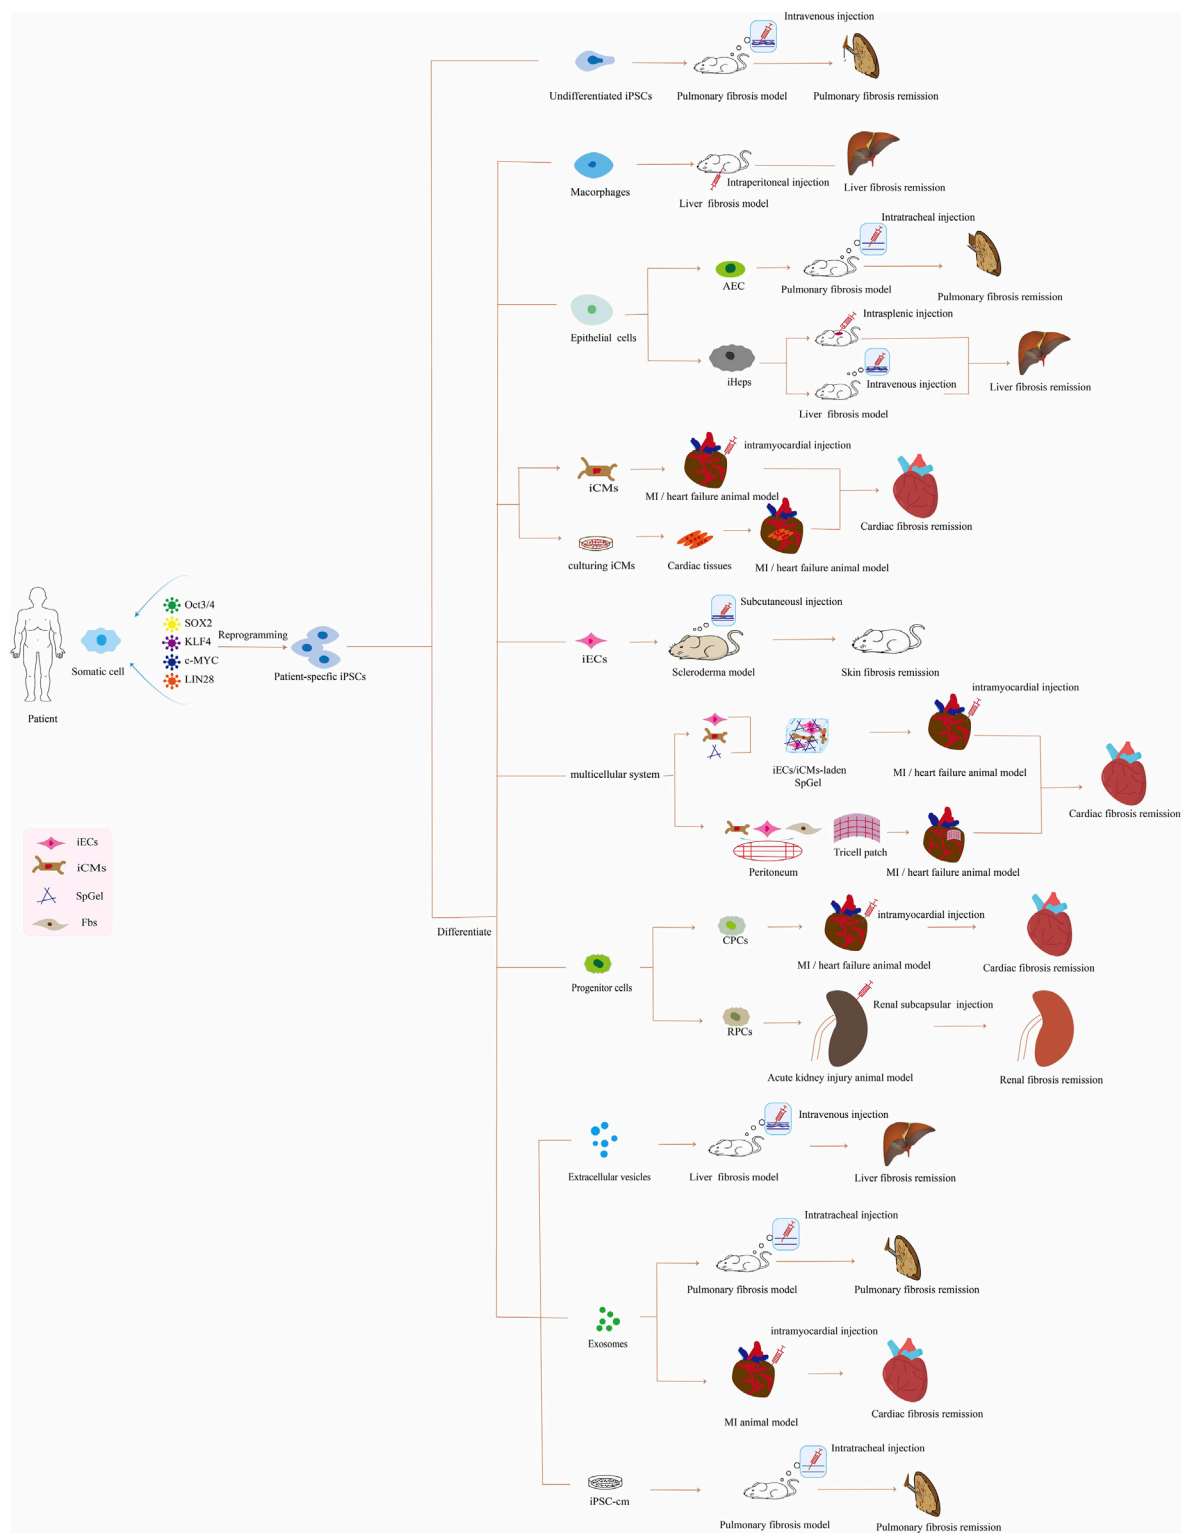 Intravenous injection
Undifferentiated iPSCs
Pulmonary fibrosis model
Pulmonary fibrosis remission
Macorphages
Intraperitoneal injection
Liver fibrosis model
Liver fibrosis remission
Intratracheal injection
AEC
Pulmonary fibrosis model
Pulmonary fibrosis remission
Epithelial cells
Intrasplenic injection
iHeps
Intravenous injection
Liver fibrosis model
Liver fibrosis remission
intramyocardial injection
iCMs
MI / heart failure animal model
Cardiac fibrosis remission
culturing iCMs
Cardiac tissues
MI / heart failure animal model
Patient
Somatic cell
Oct3/4
SOX2
KLF4
c-MYC
LIN28
Reprogramming
Patient-specfic iPSCs
Subcutaneousl injection
iECs
Scleroderma model
Skin fibrosis remission
intramyocardial injection
multicellular system
iECs/iCMs-laden
SpGel
MI / heart failure animal model
Cardiac fibrosis remission
Peritoneum
Tricell patch
MI / heart failure animal model
iECs
iCMs
SpGel
Fbs
Differentiate
intramyocardial injection
CPCs
MI / heart failure animal model
Cardiac fibrosis remission
Progenitor cells
Renal subcapsular injection
RPCs
Acute kidney injury animal model
Renal fibrosis remission
Intravenous injection
Extracellular vesicles
Liver fibrosis model
Liver fibrosis remission
Intratracheal injection
Pulmonary fibrosis model
Pulmonary fibrosis remission
Exosomes
intramyocardial injection
MI animal model
Cardiac fibrosis remission
Intratracheal injection
iPSC-cm
Pulmonary fibrosis model
Pulmonary fibrosis remission